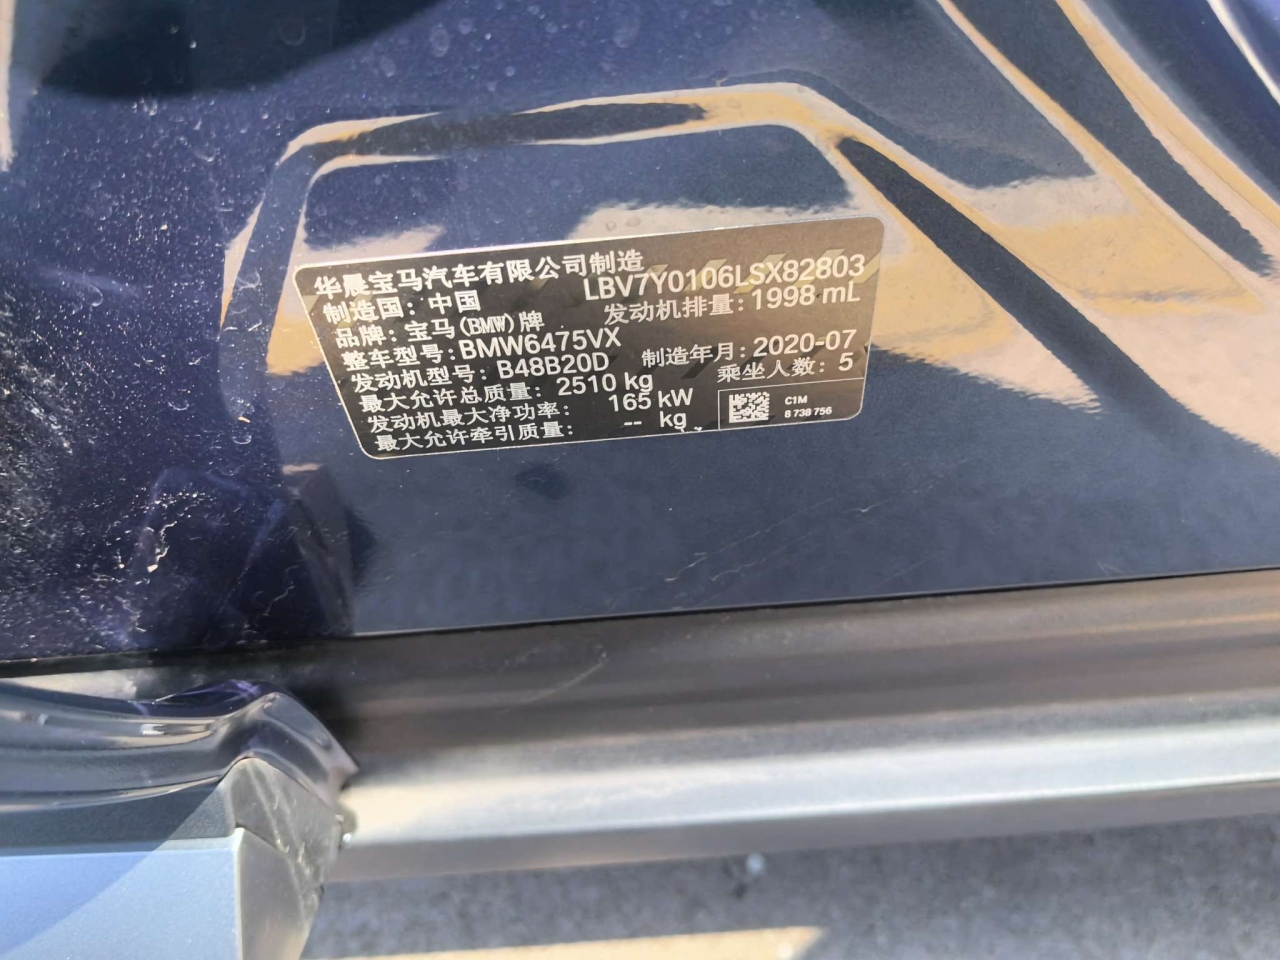 华晨宝马汽车有限公司制造
LBV7Y0106LSX82803
制造国：中国
发动机排量：1998 mL
品牌：宝马(BMW)牌
整车型号：BMW6475VX
制造年月：2020-07
发动机型号：B48B20D
乘坐人数：5
最大允许总质量：2510 kg
发动机最大净功率：165 kW
最大允许牵引质量：-- kg
C1M
8 738 756